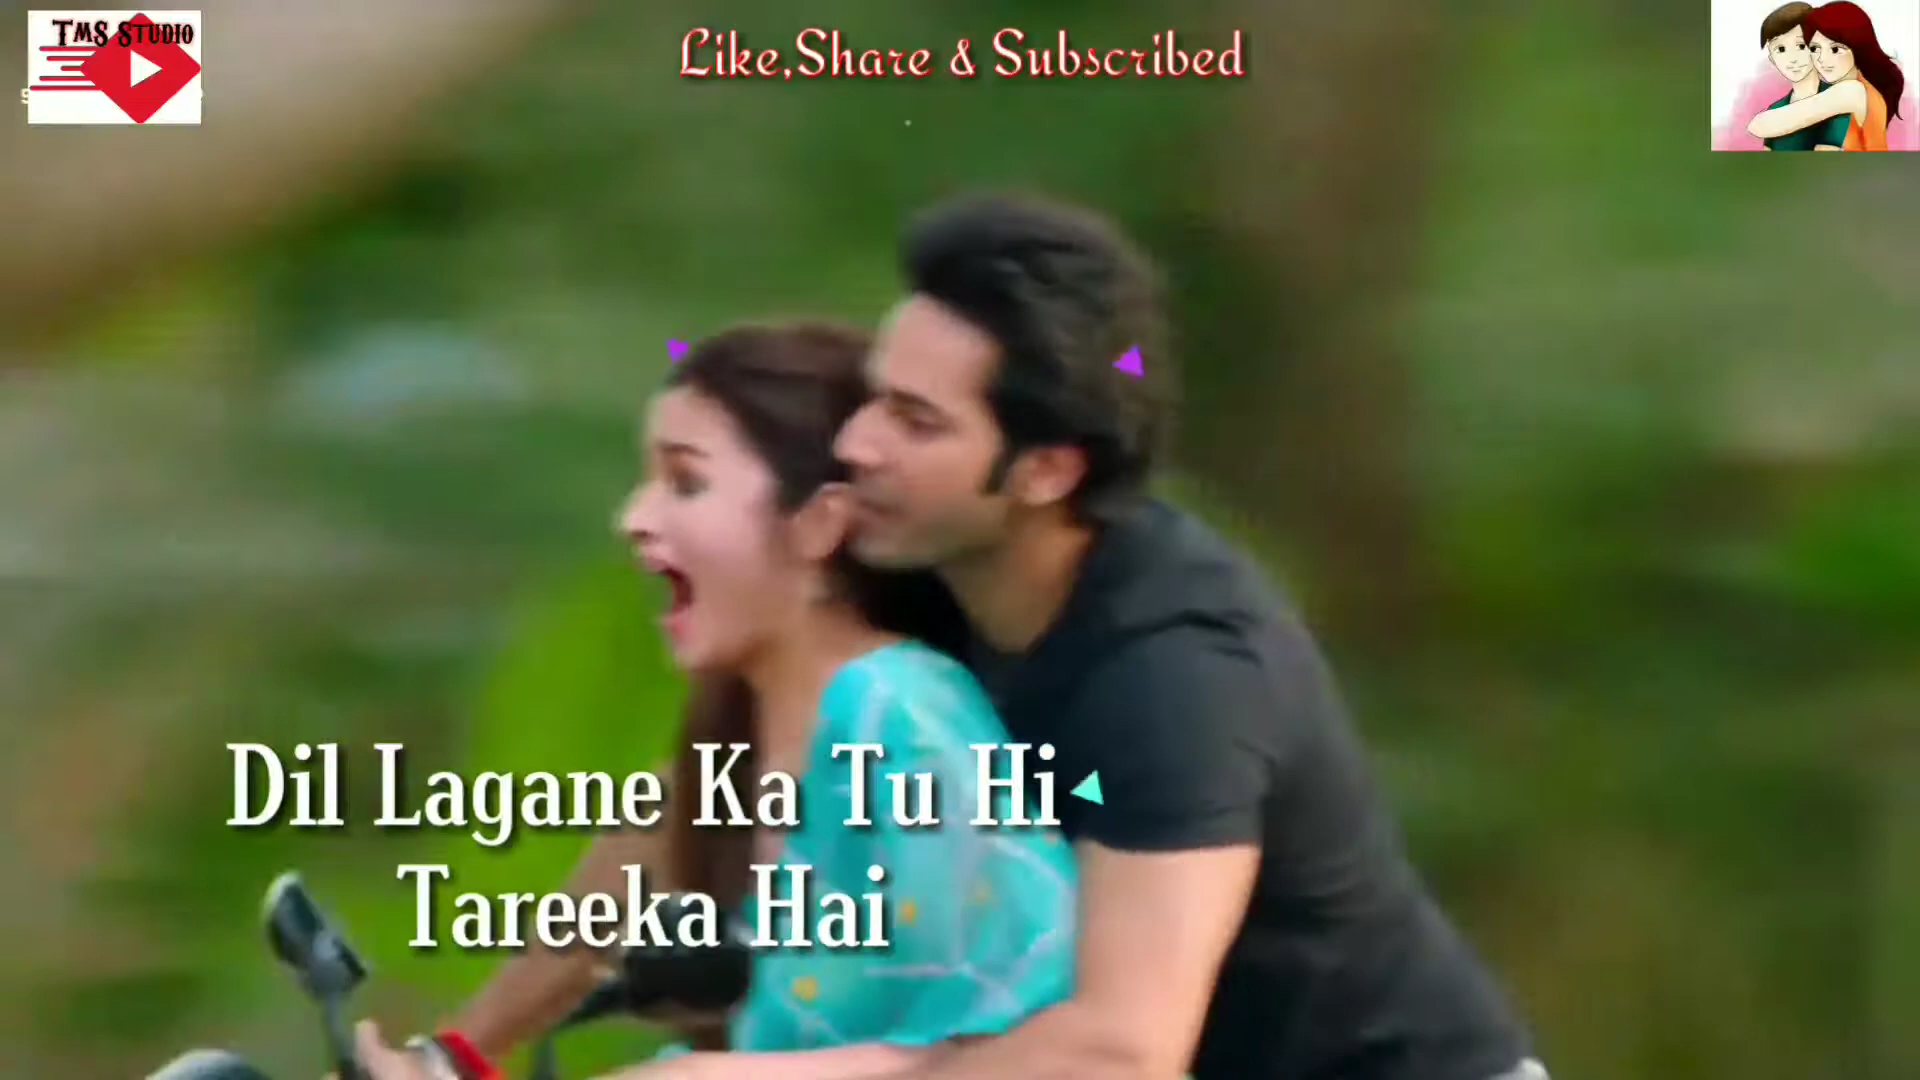 TMS STUDIO
Like,Share & Subscribed
Dil Lagane Ka Tu Hi
Tareeka Hai